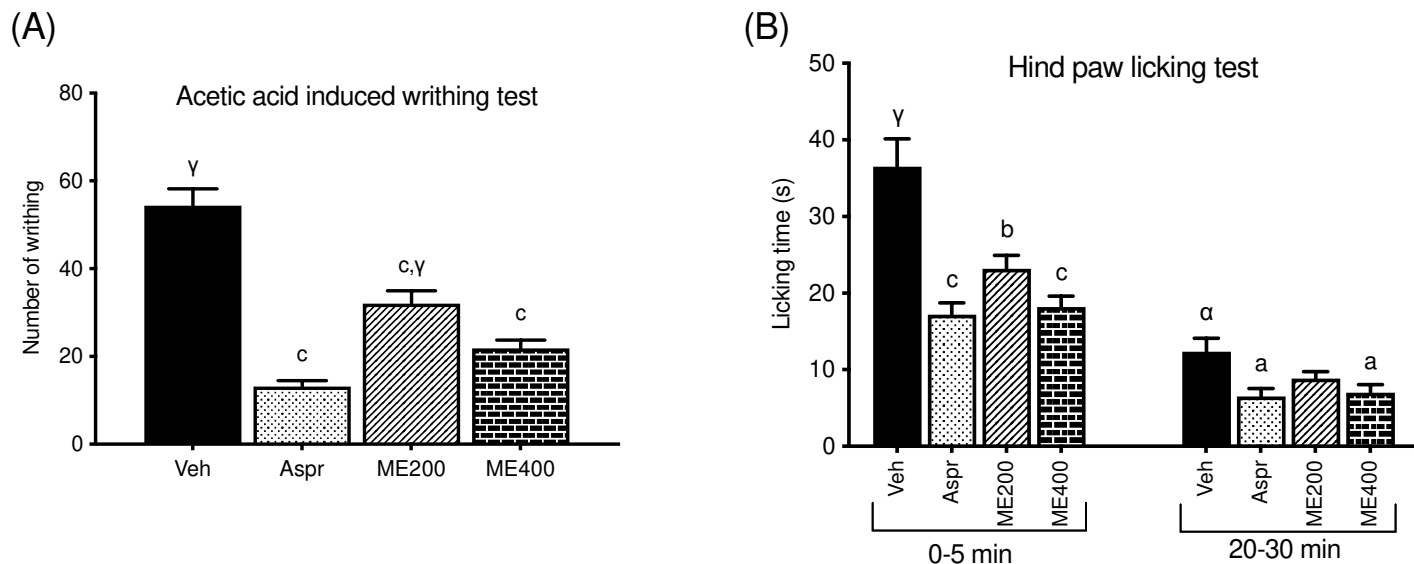 (A)
Acetic acid induced writhing test
Number of writhing
80
60
40
20
0
γ
c
c,γ
c
Veh Aspr ME200 ME400
(B)
Hind paw licking test
Licking time (s)
50
40
30
20
10
0
γ
c
b
c
α
a
a
Veh Aspr ME200 ME400 Veh Aspr ME200 ME400
0-5 min 20-30 min